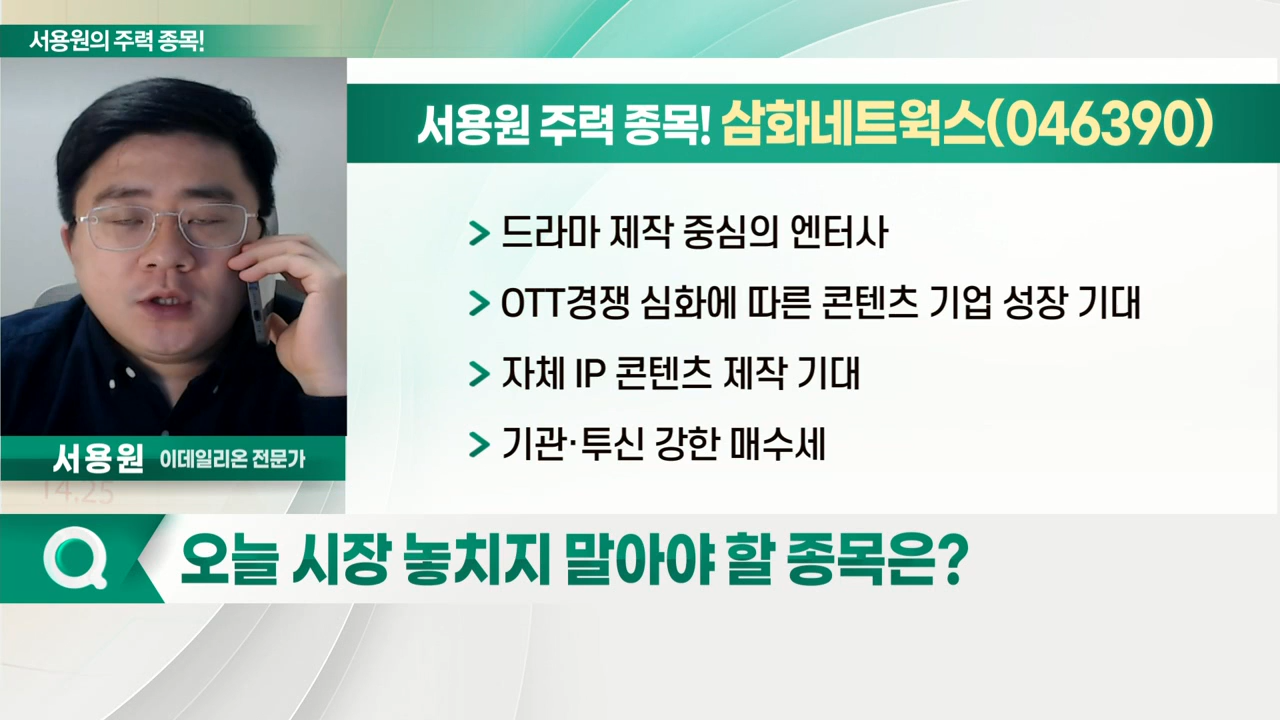 서용원의 주력 종목!
서용원 주력 종목! 삼화네트웍스(046390)
드라마 제작 중심의 엔터사
OTT경쟁 심화에 따른 콘텐츠 기업 성장 기대
자체 IP 콘텐츠 제작 기대
기관·투신 강한 매수세
서용원 이데일리온 전문가
14.25
Q 오늘 시장 놓치지 말아야 할 종목은?